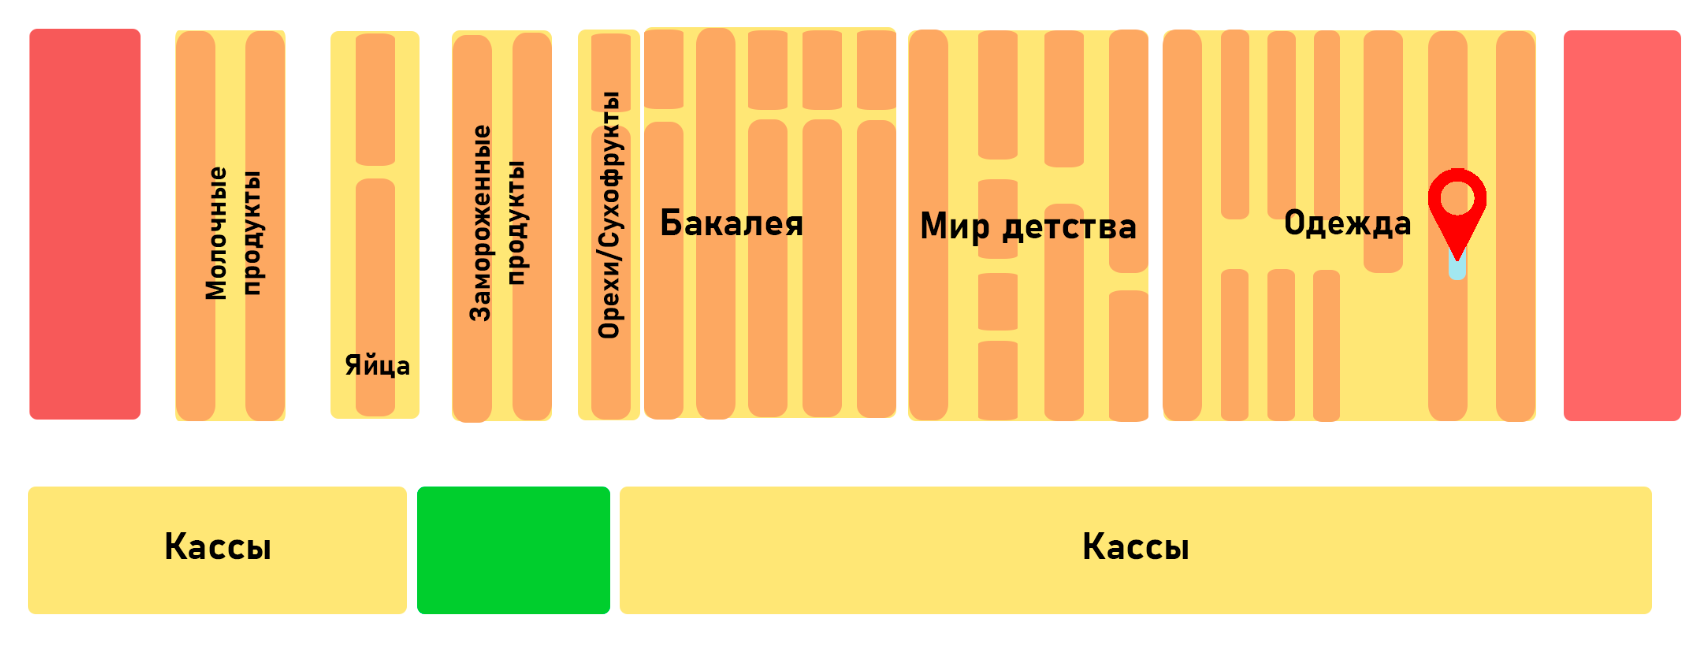 Молочные
продукты
Яйца
Замороженные
продукты
Орехи/Сухофрукты
Бакалея
Мир детства
Одежда
Кассы
Кассы